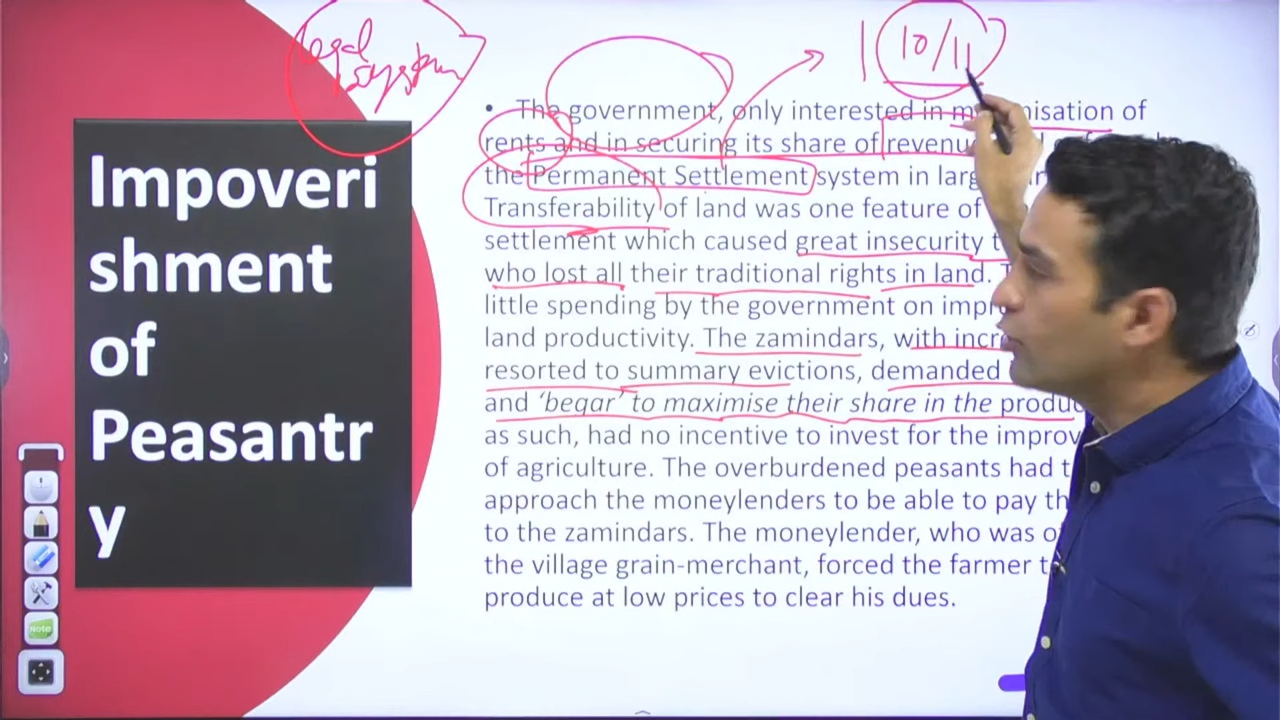 legal
system
10/11
Impoveri
shment
of
Peasantr
y
• The government, only interested in m nisation of
rents and in securing its share of revenu
the Permanent Settlement system in larg
Transferability of land was one feature of
settlement which caused great insecurity t
who lost all their traditional rights in land.
little spending by the government on impr
land productivity. The zamindars, with incr
resorted to summary evictions, demanded
and ‘begar’ to maximise their share in the produc
as such, had no incentive to invest for the improv
of agriculture. The overburdened peasants had t
approach the moneylenders to be able to pay th
to the zamindars. The moneylender, who was o
the village grain-merchant, forced the farmer t
produce at low prices to clear his dues.
Note